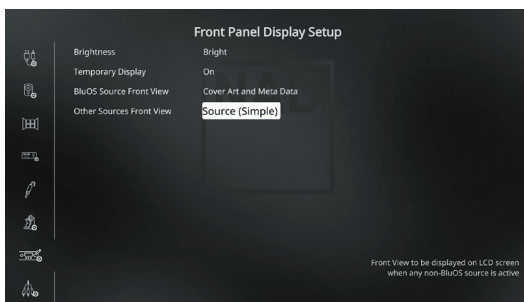 Front Panel Display Setup
Brightness Bright
Temporary Display On
BluOS Source Front View Cover Art and Meta Data
Other Sources Front View Source (Simple)
NAD
Front View to be displayed on LCD screen
when any non-BluOS source is active